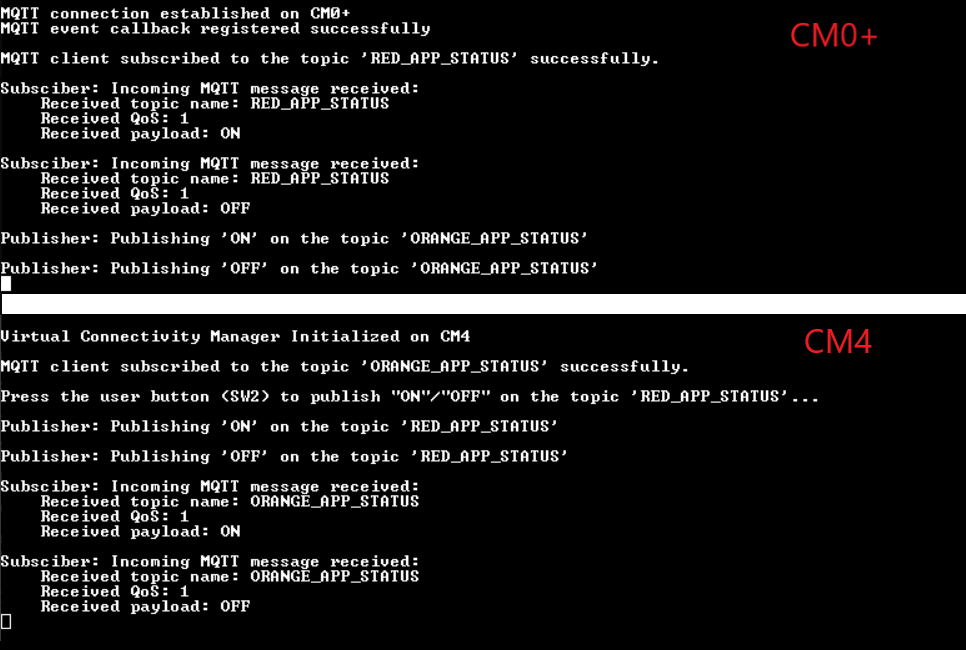 MQTT connection established on CM0+
MQTT event callback registered successfully
CM0+
MQTT client subscribed to the topic 'RED_APP_STATUS' successfully.
Subsciber: Incoming MQTT message received:
Received topic name: RED_APP_STATUS
Received QoS: 1
Received payload: ON
Subsciber: Incoming MQTT message received:
Received topic name: RED_APP_STATUS
Received QoS: 1
Received payload: OFF
Publisher: Publishing 'ON' on the topic 'ORANGE_APP_STATUS'
Publisher: Publishing 'OFF' on the topic 'ORANGE_APP_STATUS'
Virtual Connectivity Manager Initialized on CM4
CM4
MQTT client subscribed to the topic 'ORANGE_APP_STATUS' successfully.
Press the user button (SW2) to publish "ON"/"OFF" on the topic 'RED_APP_STATUS'...
Publisher: Publishing 'ON' on the topic 'RED_APP_STATUS'
Publisher: Publishing 'OFF' on the topic 'RED_APP_STATUS'
Subsciber: Incoming MQTT message received:
Received topic name: ORANGE_APP_STATUS
Received QoS: 1
Received payload: ON
Subsciber: Incoming MQTT message received:
Received topic name: ORANGE_APP_STATUS
Received QoS: 1
Received payload: OFF